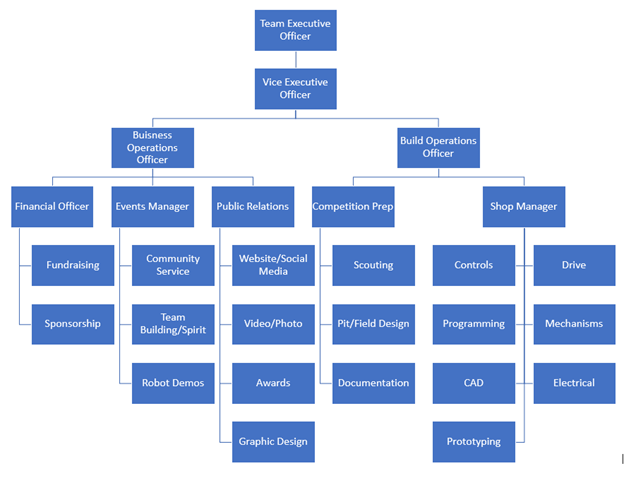 Team Executive
Officer
Vice Executive
Officer
Buisness
Operations
Officer
Build Operations
Officer
Financial Officer
Events Manager
Public Relations
Competition Prep
Shop Manager
Fundraising
Community
Service
Website/Social
Media
Scouting
Controls
Drive
Sponsorship
Team
Building/Spirit
Video/Photo
Pit/Field Design
Programming
Mechanisms
Robot Demos
Awards
Documentation
CAD
Electrical
Graphic Design
Prototyping